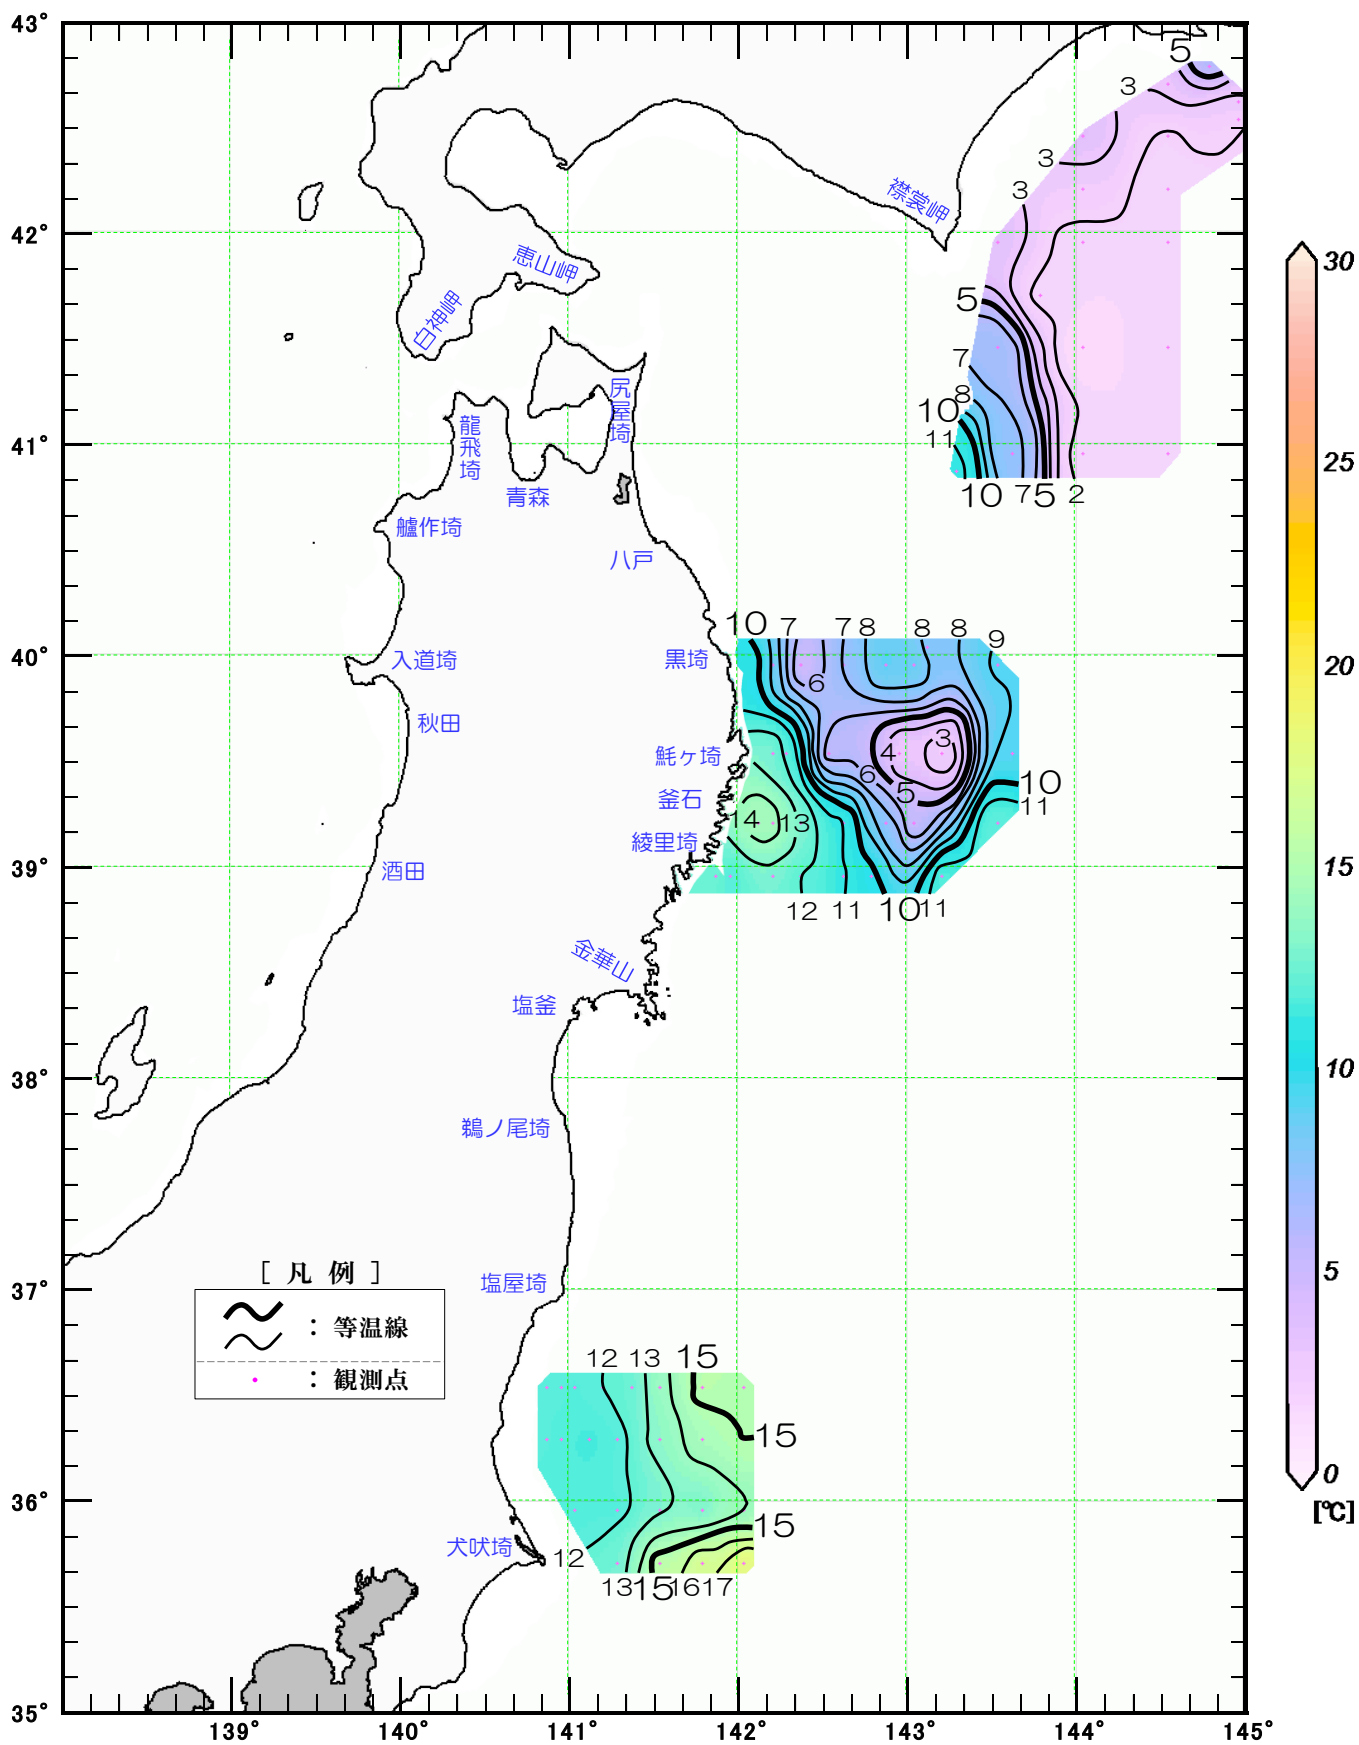 43°
42°
41°
40°
39°
38°
37°
36°
35°
139°
140°
141°
142°
143°
144°
145°
5
3
3
3
襟裳岬
恵山岬
白神岬
5
7
8
10
11
10
7
5
2
尻屋埼
龍飛埼
青森
艫作埼
八戸
10
7
7
8
8
8
9
入道埼
黒埼
6
秋田
3
4
魹ヶ埼
6
5
10
釜石
11
14
13
綾里埼
酒田
12
11
10
11
金華山
塩釜
鵜ノ尾埼
塩屋埼
[ 凡 例 ]
: 等温線
: 観測点
12
13
15
15
15
犬吠埼
12
13
15
16
17
30
25
20
15
10
5
0
[℃]